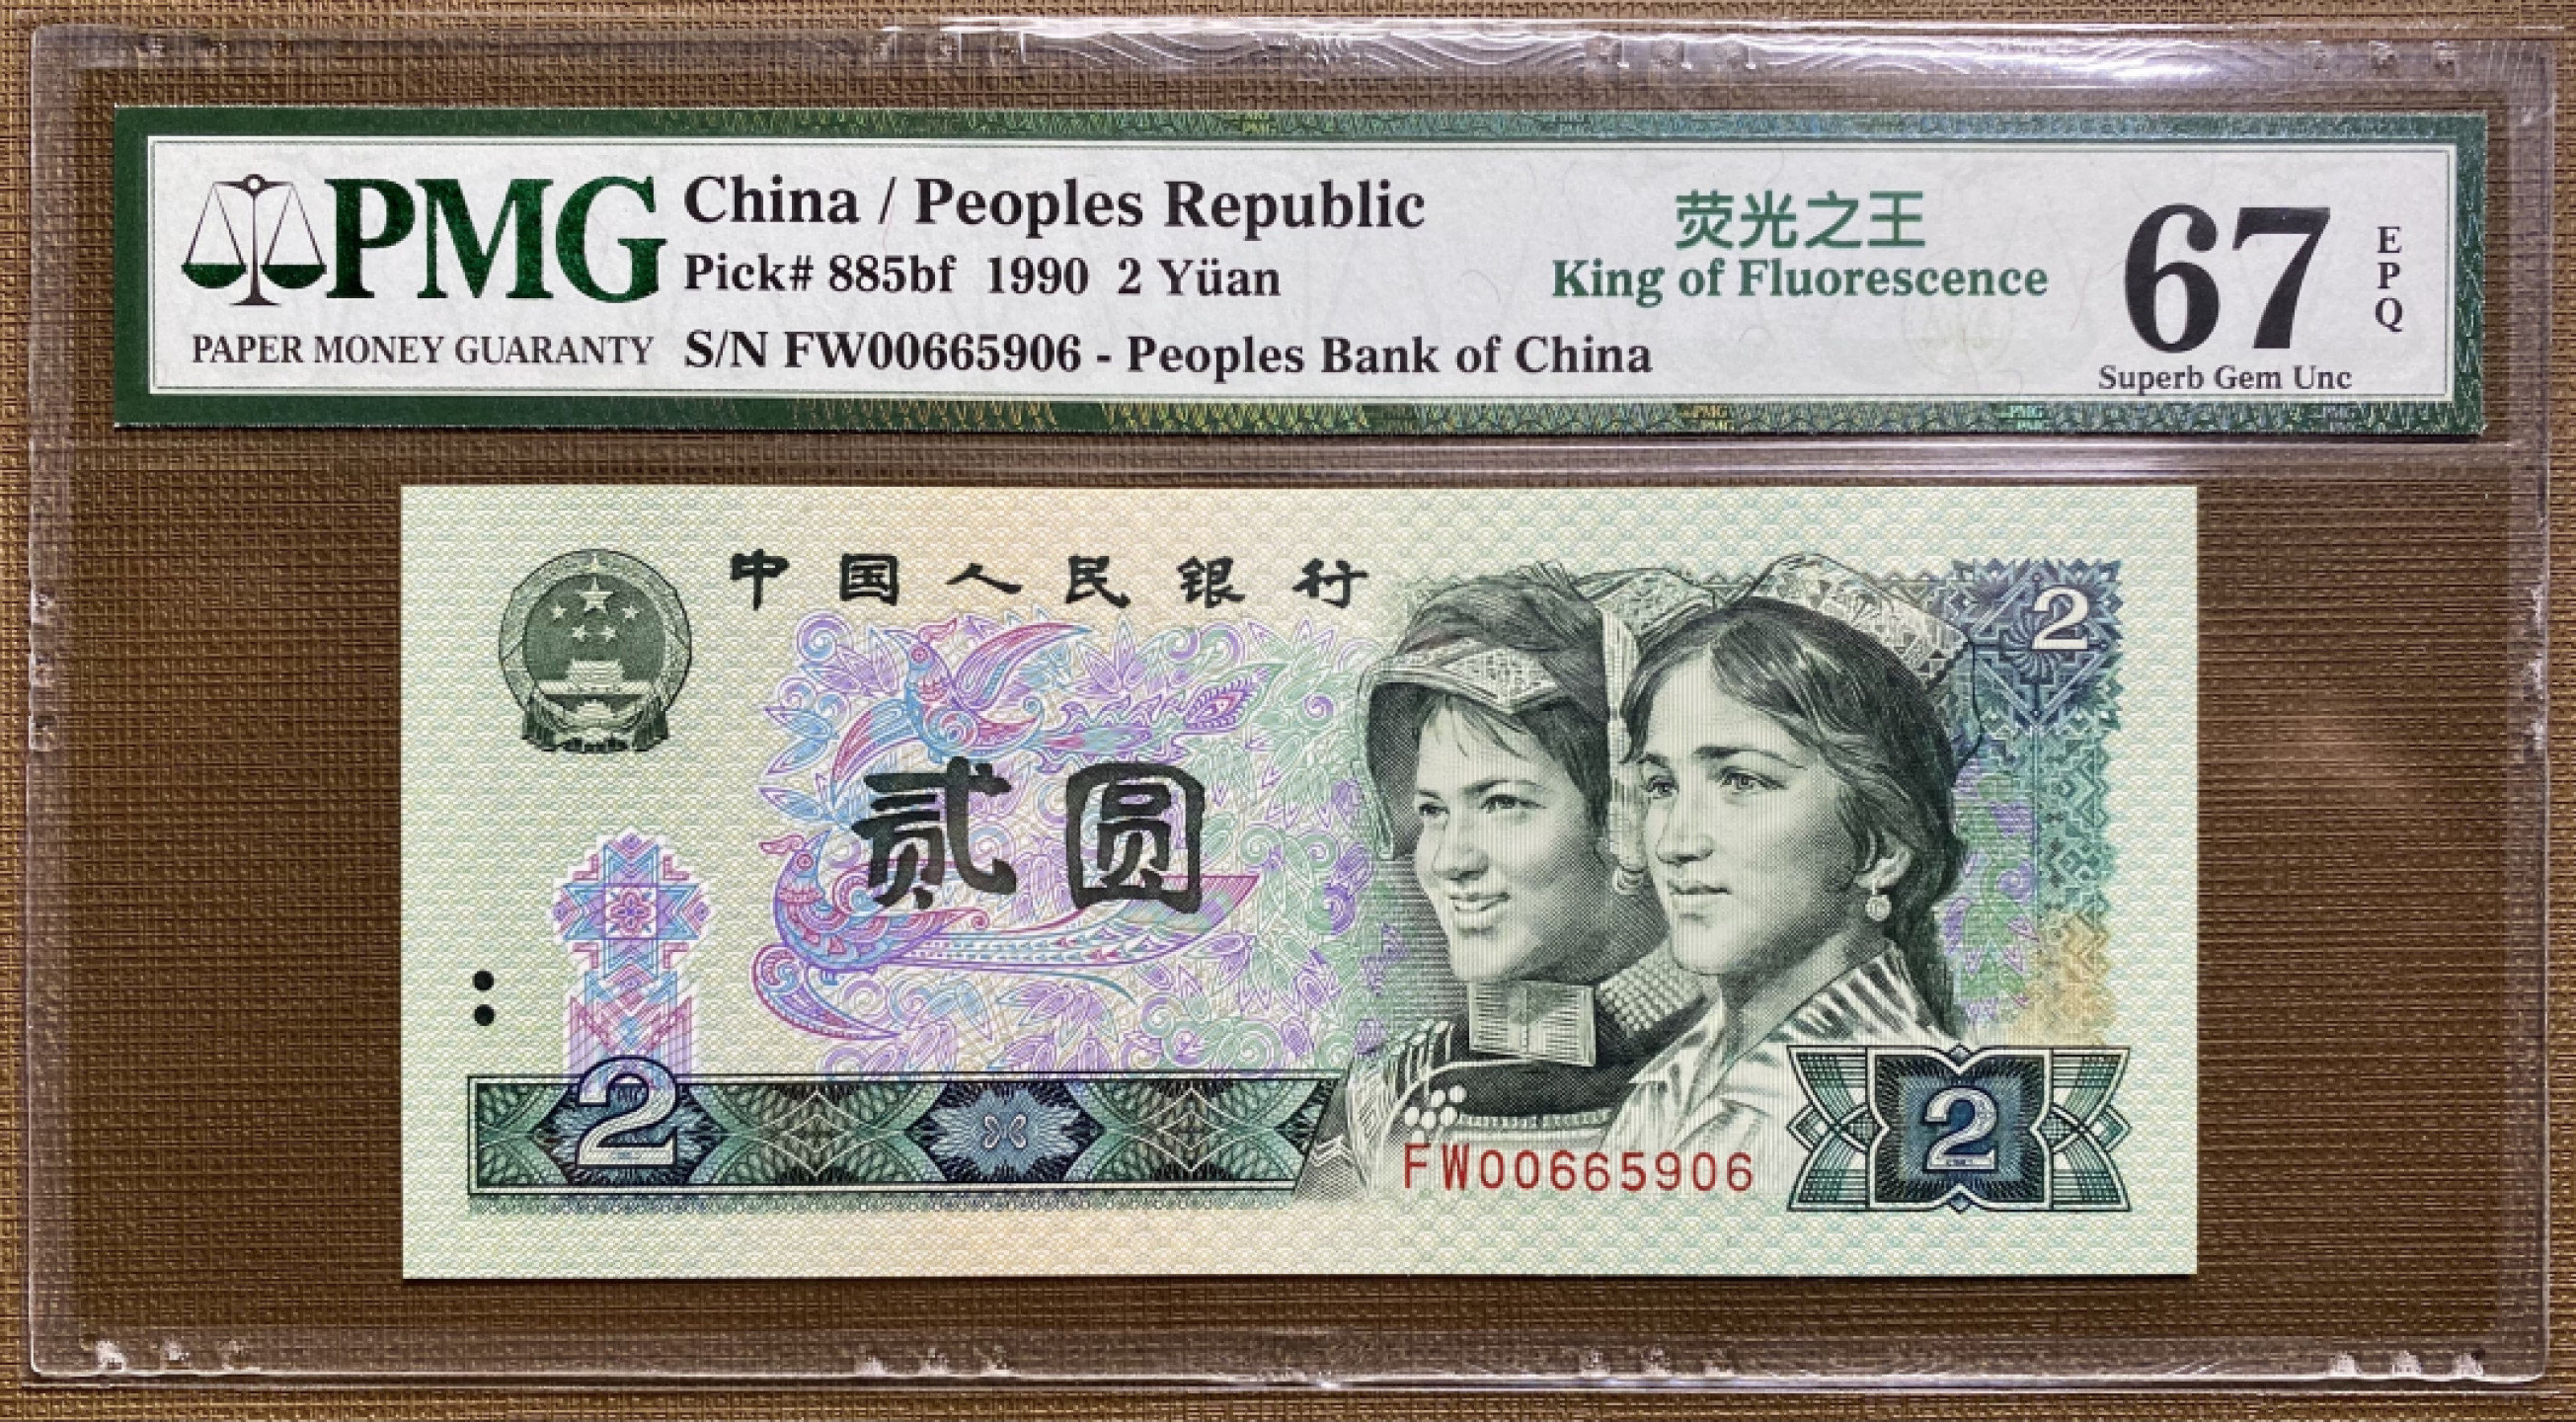 PMG
PAPER MONEY GUARANTY
China / Peoples Republic
Pick# 885bf 1990 2 Yüan
S/N FW00665906 - Peoples Bank of China
荧光之王
King of Fluorescence
67
EPQ
Superb Gem Unc
中国人民银行
2
贰圆
2
2
FW00665906